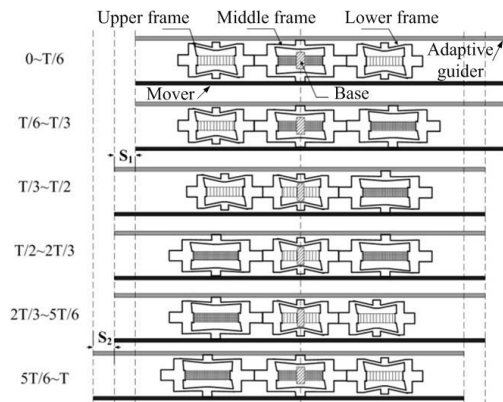 Upper frame
Middle frame
Lower frame
0~T/6
Adaptive
guider
Mover
Base
T/6~T/3
S₁
T/3~T/2
T/2~2T/3
2T/3~5T/6
S₂
5T/6~T